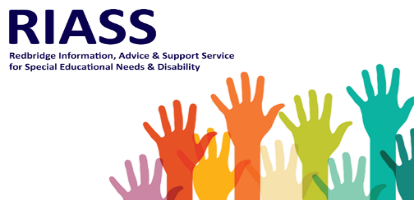 RIASS
Redbridge Information, Advice & Support Service
for Special Educational Needs & Disability